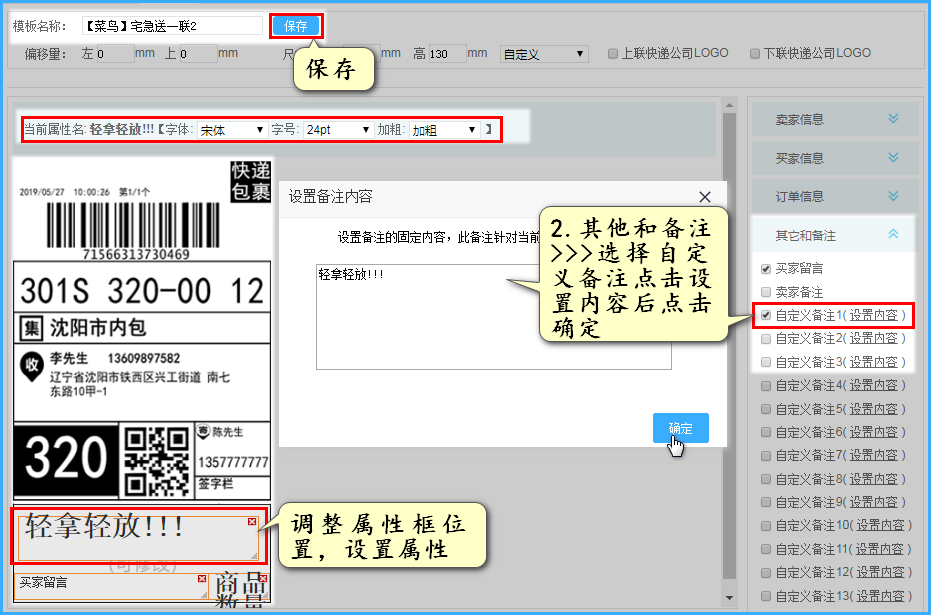 模板名称： 【菜鸟】宅急送一联2 保存
偏移量： 左 0 mm 上 0 mm 尺 mm 高 130 mm 自定义 上联快递公司LOGO 下联快递公司LOGO
保存
当前属性名: 轻拿轻放!!!【字体: 宋体 字号: 24pt 加粗: 加粗 】
快递
包裹
2019/05/27 10:00:26 第1/1个
71566313730469
301S 320-00 12
集 沈阳市内包
收 李先生 13609897582
辽宁省沈阳市铁西区兴工街道 南七
东路10甲-1
320
寄 陈先生
1357777777
签字栏
轻拿轻放!!!
(可修改)
买家留言
商品
数量
设置备注内容
设置备注的固定内容，此备注针对当前
轻拿轻放!!!
确定
2. 其他和备注
>>>选择自定
义备注点击设
置内容后点击
确定
调整属性框位
置，设置属性
卖家信息
买家信息
订单信息
其它和备注
买家留言
卖家备注
自定义备注1( 设置内容 )
自定义备注2( 设置内容 )
自定义备注3( 设置内容 )
自定义备注4( 设置内容 )
自定义备注5( 设置内容 )
自定义备注6( 设置内容 )
自定义备注7( 设置内容 )
自定义备注8( 设置内容 )
自定义备注9( 设置内容 )
自定义备注10( 设置内容 )
自定义备注11( 设置内容 )
自定义备注12( 设置内容 )
自定义备注13( 设置内容 )